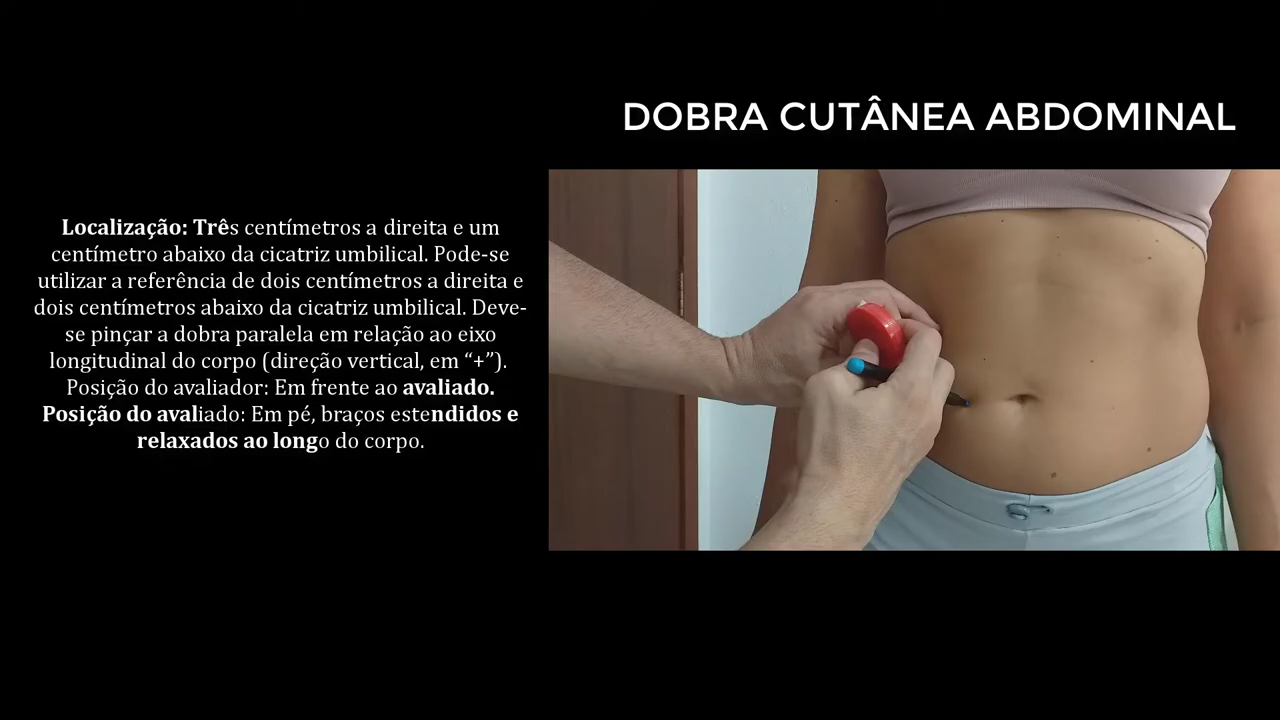 DOBRA CUTÂNEA ABDOMINAL
Localização: Três centímetros a direita e um
centímetro abaixo da cicatriz umbilical. Pode-se
utilizar a referência de dois centímetros a direita e
dois centímetros abaixo da cicatriz umbilical. Deve-
se pinçar a dobra paralela em relação ao eixo
longitudinal do corpo (direção vertical, em “+”).
Posição do avaliador: Em frente ao avaliado.
Posição do avaliado: Em pé, braços estendidos e
relaxados ao longo do corpo.